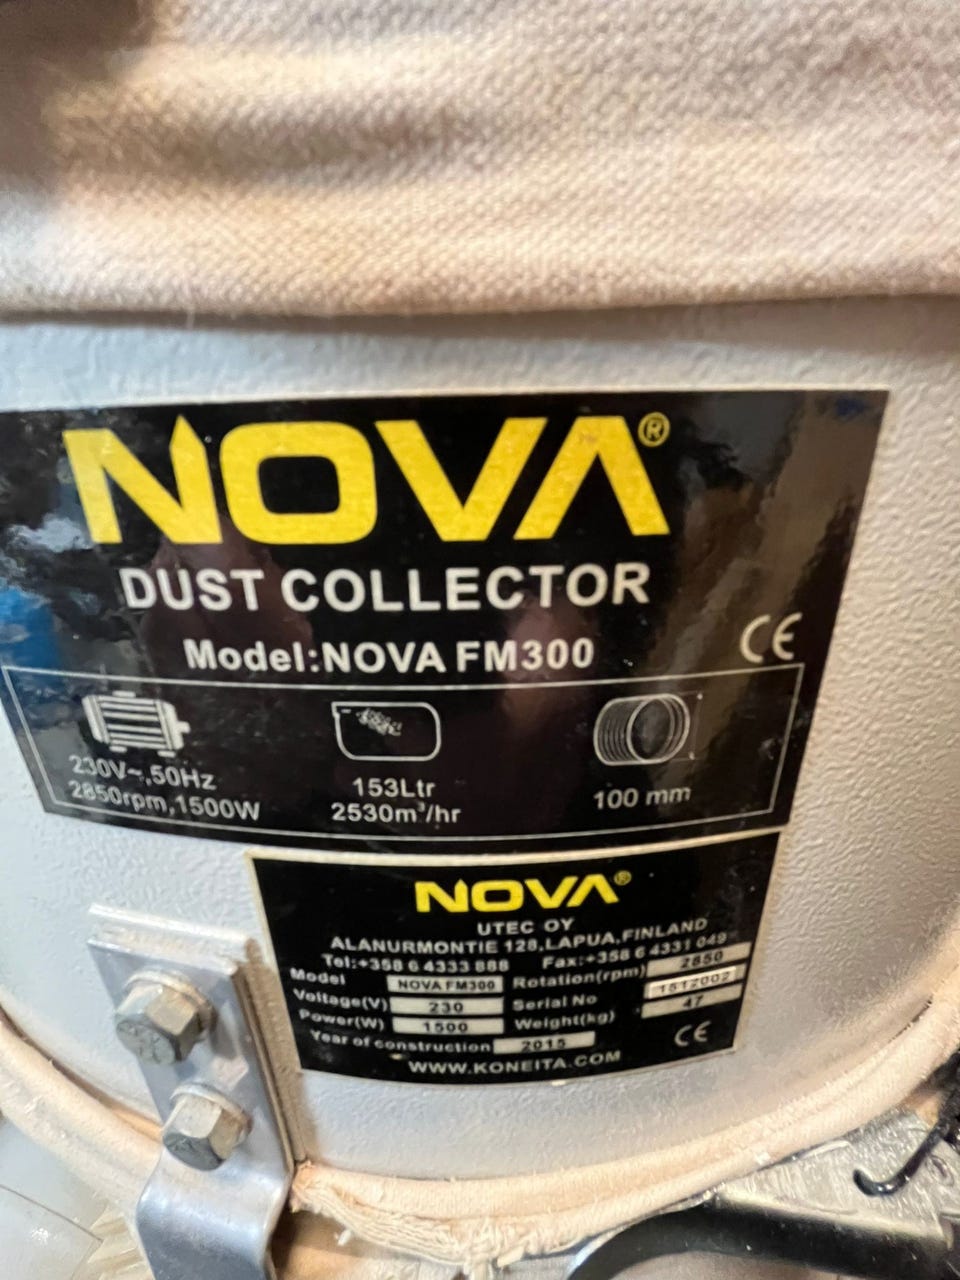 NOVA®
DUST COLLECTOR
Model:NOVA FM300
CE
230V~,50Hz
2850rpm,1500W
153Ltr
2530m³/hr
100 mm
NOVA®
UTEC OY
ALANURMONTIE 128,LAPUA,FINLAND
Tel:+358 6 4333 888 Fax:+358 6 4331 049
Model NOVA FM300 Rotation(rpm) 2850
Voltage(V) 230 Serial No 1512002
Power(W) 1500 Weight(kg) 47
Year of construction 2015 CE
WWW.KONEITA.COM